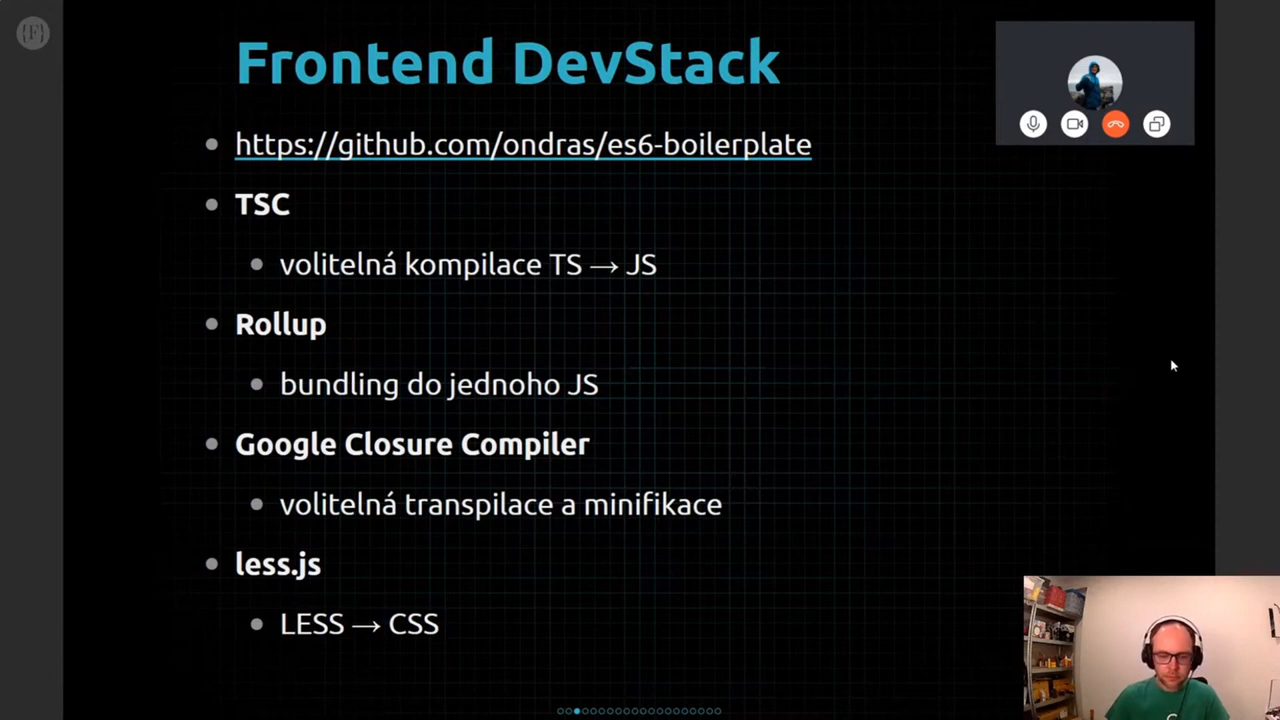 {F}
Frontend DevStack
https://github.com/ondras/es6-boilerplate
TSC
volitelná kompilace TS → JS
Rollup
bundling do jednoho JS
Google Closure Compiler
volitelná transpilace a minifikace
less.js
LESS → CSS